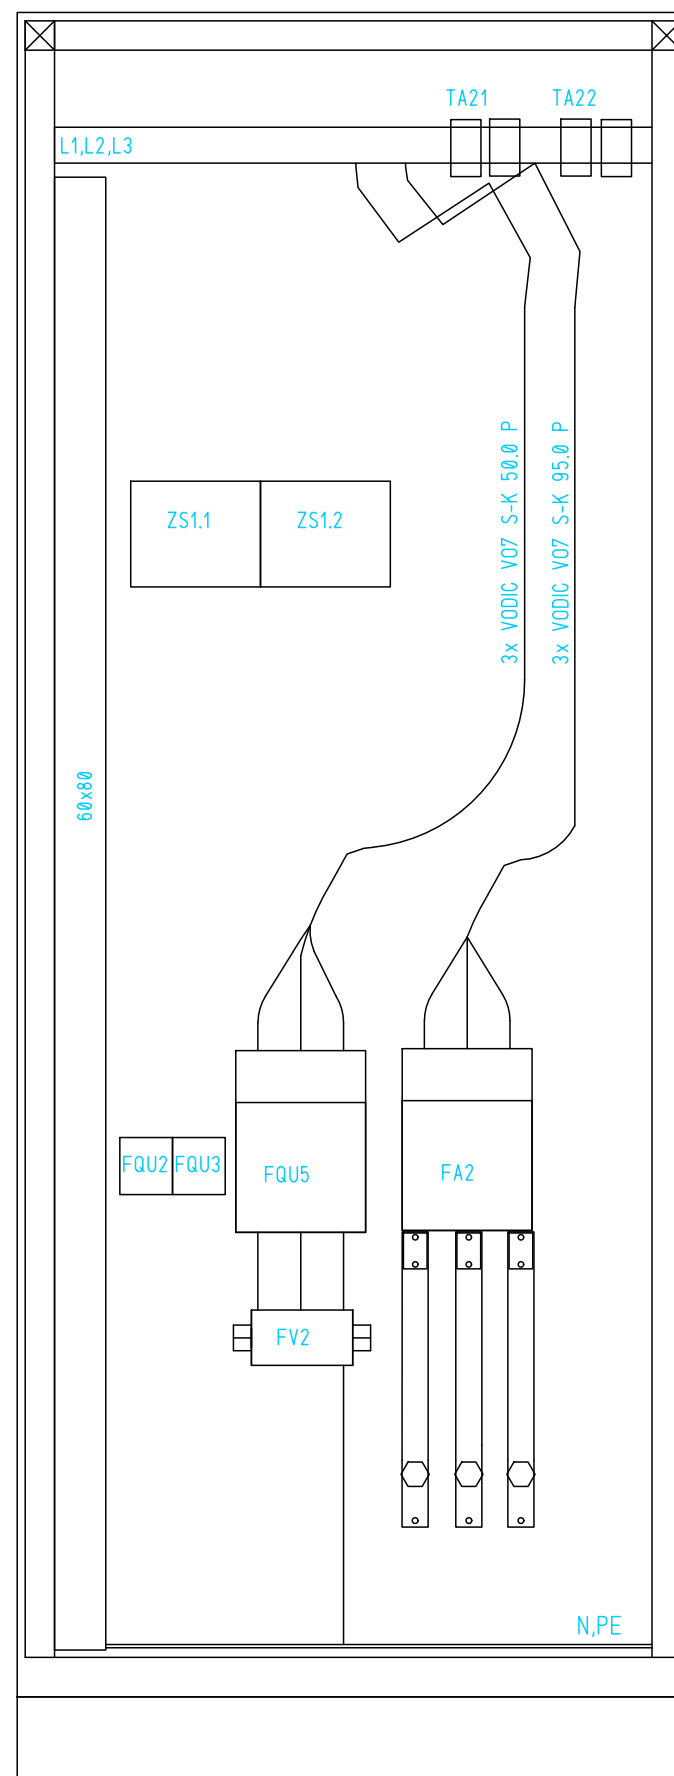 TA21
TA22
L1,L2,L3
3x VODIC V07 S-K 50.0 P
3x VODIC V07 S-K 95.0 P
ZS1.1
ZS1.2
60x80
FQU2
FQU3
FQU5
FA2
FV2
N,PE